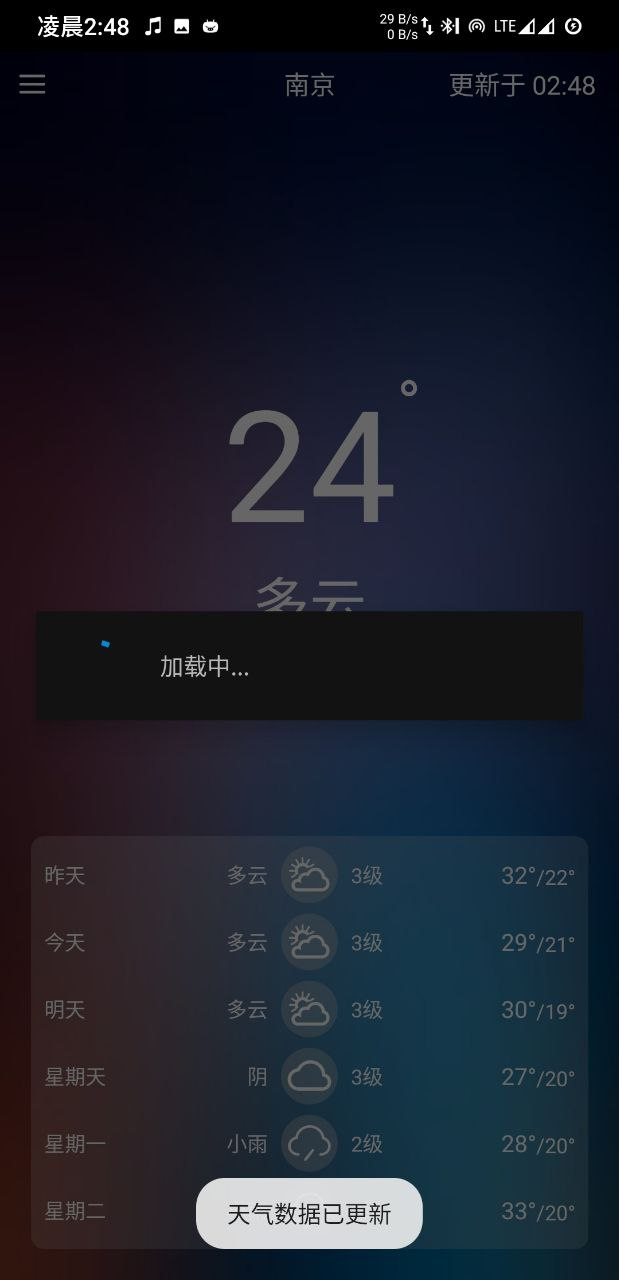 凌晨2:48
29 B/s
0 B/s
LTE
南京
更新于 02:48
24°
多云
加载中...
昨天 多云 3级 32°/22°
今天 多云 3级 29°/21°
明天 多云 3级 30°/19°
星期天 阴 3级 27°/20°
星期一 小雨 2级 28°/20°
星期二 33°/20°
天气数据已更新